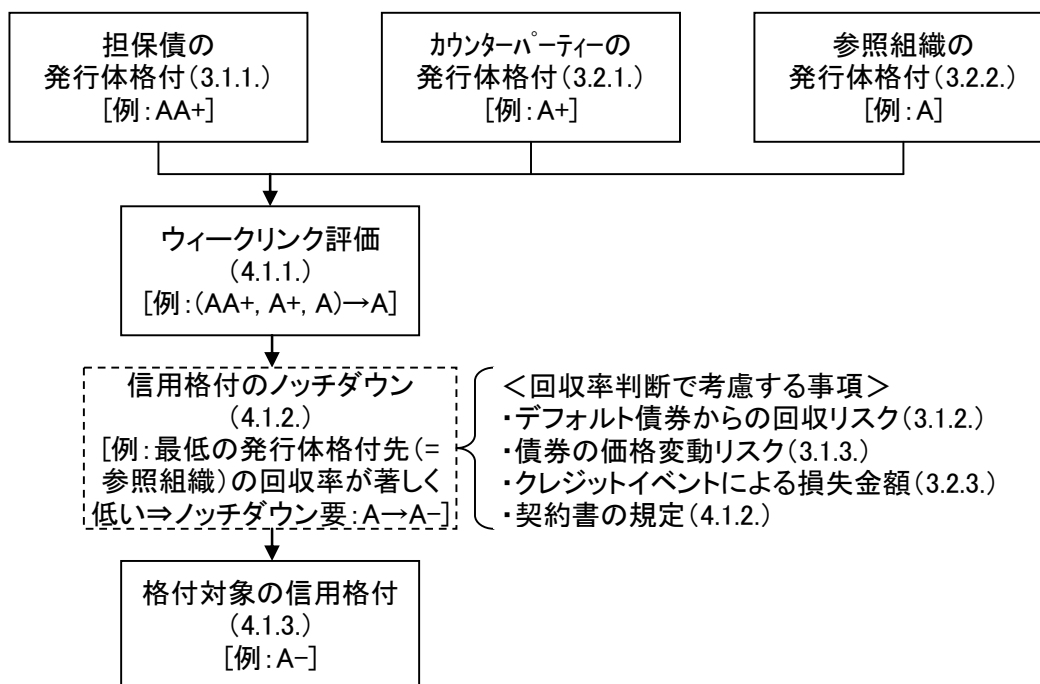 担保債の
発行体格付(3.1.1.)
[例:AA+]
ｶｳﾝﾀｰﾊﾟｰﾃｨｰの
発行体格付(3.2.1.)
[例:A+]
参照組織の
発行体格付(3.2.2.)
[例:A]
ウィークリンク評価
(4.1.1.)
[例:(AA+, A+, A)→A]
信用格付のノッチダウン
(4.1.2.)
[例:最低の発行体格付先(=
参照組織)の回収率が著しく
低い⇒ノッチダウン要:A→A−]
＜回収率判断で考慮する事項＞
・デフォルト債券からの回収リスク(3.1.2.)
・債券の価格変動リスク(3.1.3.)
・クレジットイベントによる損失金額(3.2.3.)
・契約書の規定(4.1.2.)
格付対象の信用格付
(4.1.3.)
[例:A−]